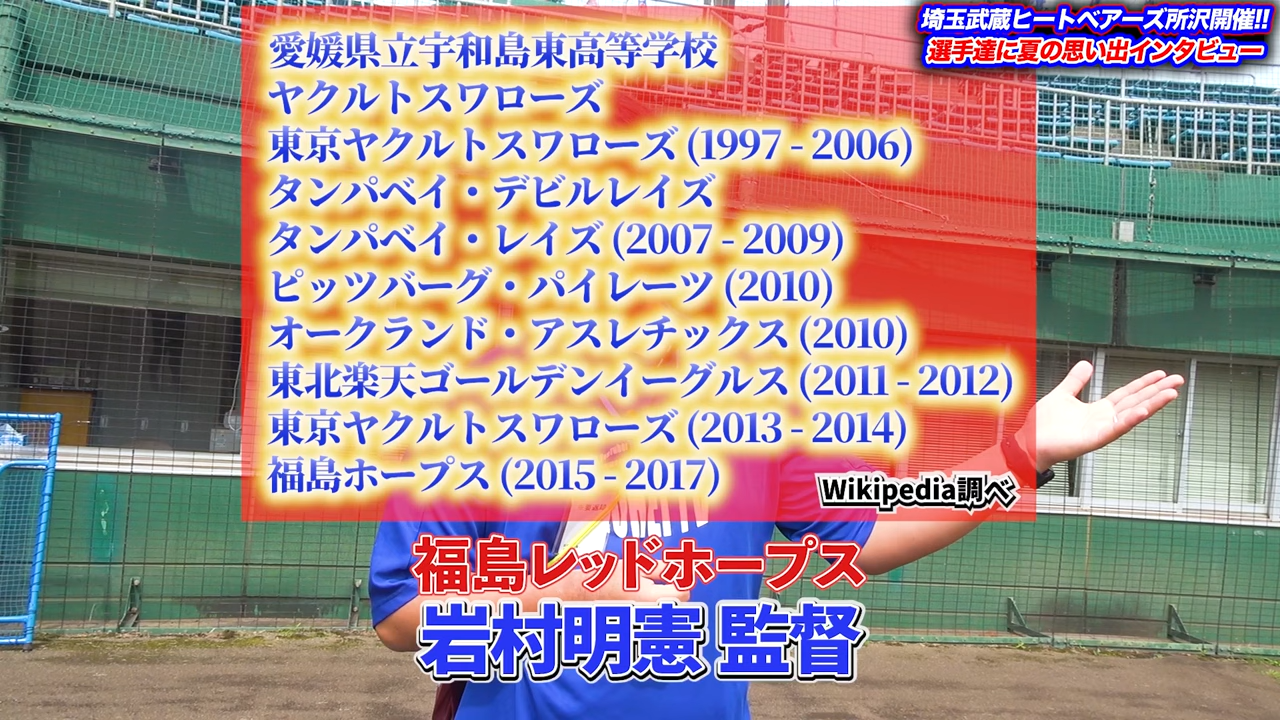 埼玉武蔵ヒートベアーズ所沢開催!!
選手達に夏の思い出インタビュー
愛媛県立宇和島東高等学校
ヤクルトスワローズ
東京ヤクルトスワローズ (1997 - 2006)
タンパベイ・デビルレイズ
タンパベイ・レイズ (2007 - 2009)
ピッツバーグ・パイレーツ (2010)
オークランド・アスレチックス (2010)
東北楽天ゴールデンイーグルス (2011 - 2012)
東京ヤクルトスワローズ (2013 - 2014)
福島ホープス (2015 - 2017)
Wikipedia調べ
福島レッドホープス
岩村明憲 監督